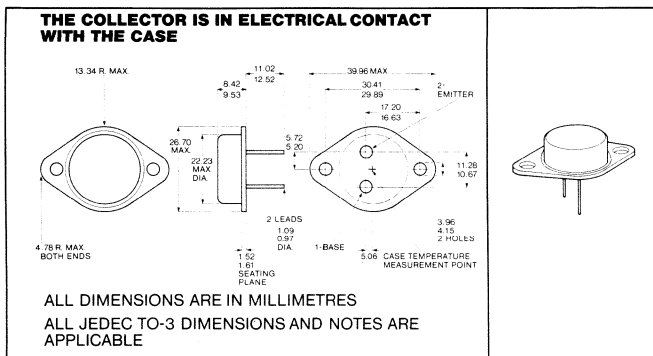 THE COLLECTOR IS IN ELECTRICAL CONTACT
WITH THE CASE
13.34 R. MAX.
11.02
12.52
8.42
9.53
39.96 MAX
30.41
29.89
2-
EMITTER
17.20
16.63
26.70
MAX.
22.23
MAX
DIA.
5.72
5.20
11.28
10.67
2 LEADS
1.09
0.97
DIA.
3.96
4.15
2 HOLES
4.78 R. MAX.
BOTH ENDS
1-BASE
1.52
1.61
SEATING
PLANE
5.06 CASE TEMPERATURE
MEASUREMENT POINT
ALL DIMENSIONS ARE IN MILLIMETRES
ALL JEDEC TO-3 DIMENSIONS AND NOTES ARE
APPLICABLE